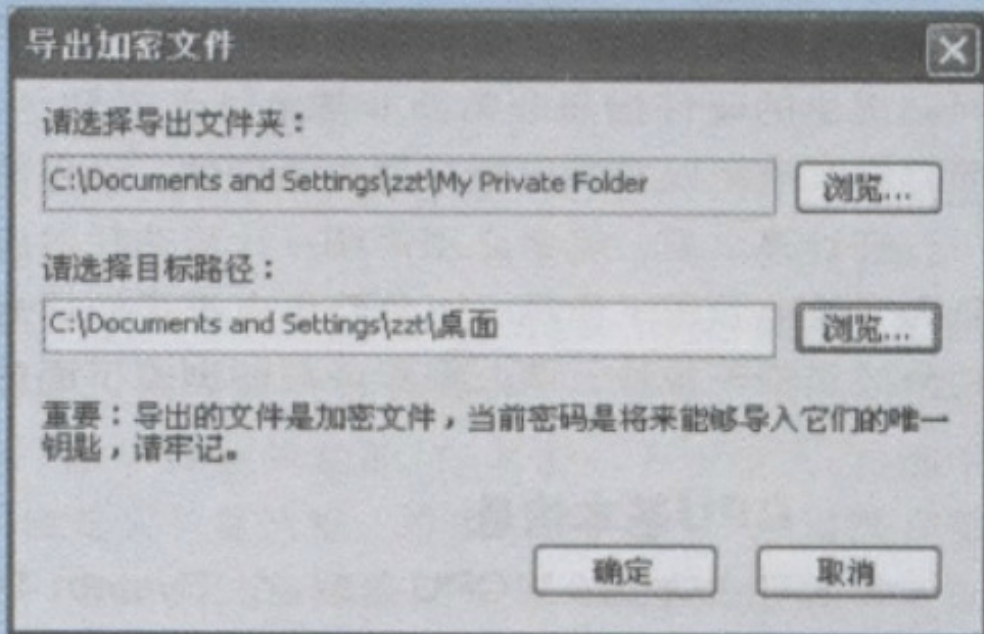 导出加密文件
请选择导出文件夹：
C:\Documents and Settings\zzt\My Private Folder
浏览...
请选择目标路径：
C:\Documents and Settings\zzt\桌面
浏览...
重要：导出的文件是加密文件，当前密码是将来能够导入它们的唯一
钥匙，请牢记。
确定
取消